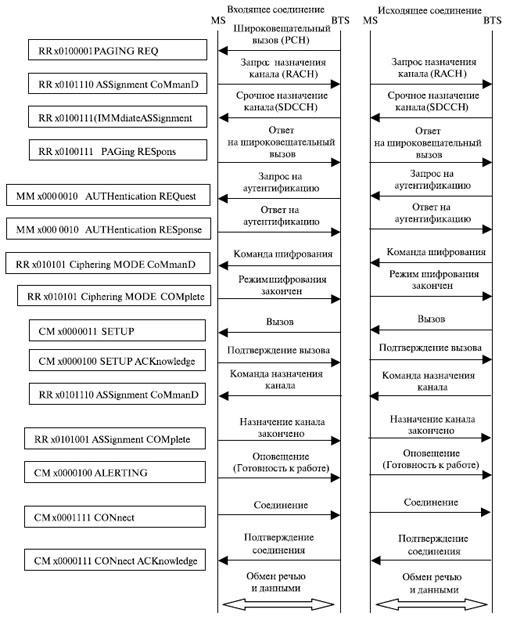 Входящее соединение Исходящее соединение
MS BTS MS BTS
Широковещательный
вызов (PCH)
RR x0100001PAGING REQ
Запрос назначения
канала (RACH)
Запрос назначения
канала (RACH)
RR x0101110 ASSignment CoMmanD
Срочное назначение
канала(SDCCH)
Срочное назначение
канала(SDCCH)
RR x0100111(IMMdiateASSignment
Ответ
на широковещательный
вызов
Ответ
на широковещательный
вызов
RR x0100111 PAGing RESpons
Запрос на
аутентификацию
Запрос на
аутентификацию
MM x0000010 AUTHentication REQuest
Ответ на
аутентификацию
Ответ на
аутентификацию
MM x0000010 AUTHentication RESponse
Команда шифрования Команда шифрования
RR x010101 Ciphering MODE CoMmanD
Режимшифрования
закончен
Режим шифрования
закончен
RR x010101 Ciphering MODE COMplete
Вызов Вызов
CM x0000011 SETUP
Подтверждение вызова Подтверждение вызова
CM x0000100 SETUP ACKnowledge
Команда назначения
канала
Команда назначения
канала
RR x0101110 ASSignment CoMmanD
Назначение канала
закончено
Назначение канала
закончено
RR x0101001 ASSignment COMplete
Оповещение
(Готовность к работе)
Оповещение
(Готовность к работе)
CM x0000100 ALERTING
Соединение Соединение
CM x0001111 CONnect
Подтверждение
соединения
Подтверждение
соединения
CM x0000111 CONnect ACKnowledge
Обмен речью
и данными
Обмен речью
и данными